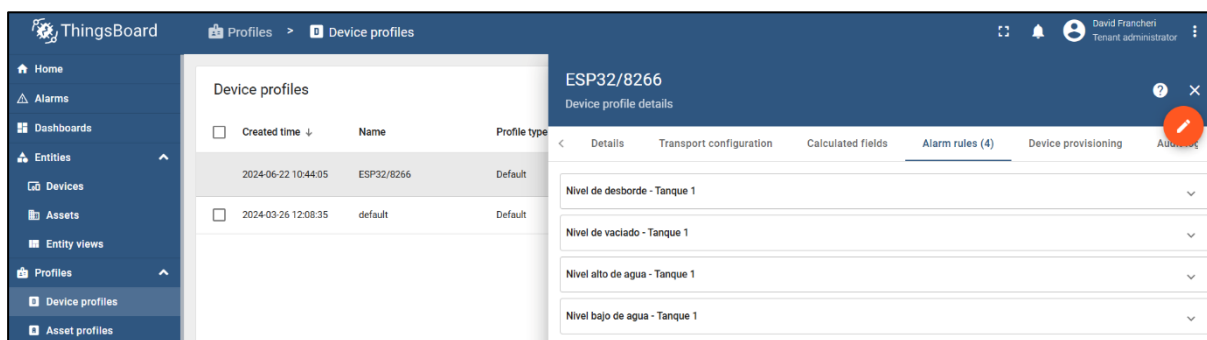 ThingsBoard
Profiles > Device profiles
David Francheri
Tenant administrator
Home
Alarms
Dashboards
Entities
Devices
Assets
Entity views
Profiles
Device profiles
Asset profiles
Device profiles
Created time ↓ Name Profile type
2024-06-22 10:44:05 ESP32/8266 Default
2024-03-26 12:08:35 default Default
ESP32/8266
Device profile details
Details Transport configuration Calculated fields Alarm rules (4) Device provisioning
Nivel de desborde - Tanque 1
Nivel de vaciado - Tanque 1
Nivel alto de agua - Tanque 1
Nivel bajo de agua - Tanque 1